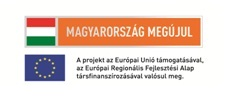 MAGYARORSZÁG MEGÚJUL
A projekt az Európai Unió támogatásával,
az Európai Regionális Fejlesztési Alap
társfinanszírozásával valósul meg.